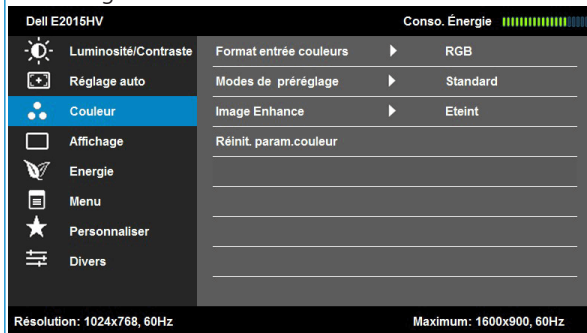 Dell E2015HV Conso. Énergie
Luminosité/Contraste Format entrée couleurs RGB
Réglage auto Modes de préréglage Standard
Couleur Image Enhance Eteint
Affichage Réinit. param.couleur
Energie
Menu
Personnaliser
Divers
Résolution: 1024x768, 60Hz Maximum: 1600x900, 60Hz